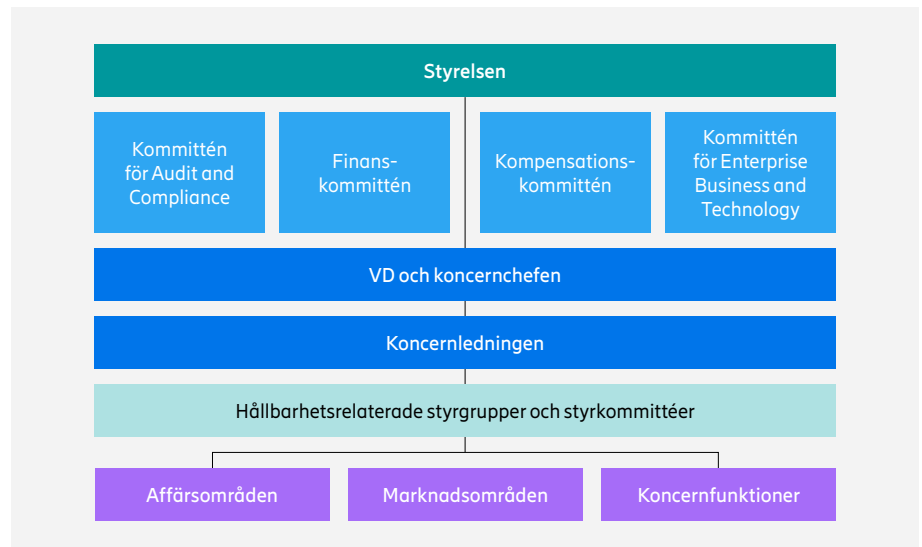 Styrelsen
Kommittén
för Audit and
Compliance
Finans-
kommittén
Kompensations-
kommittén
Kommittén
för Enterprise
Business and
Technology
VD och koncernchefen
Koncernledningen
Hållbarhetsrelaterade styrgrupper och styrkommittéer
Affärsområden
Marknadsområden
Koncernfunktioner